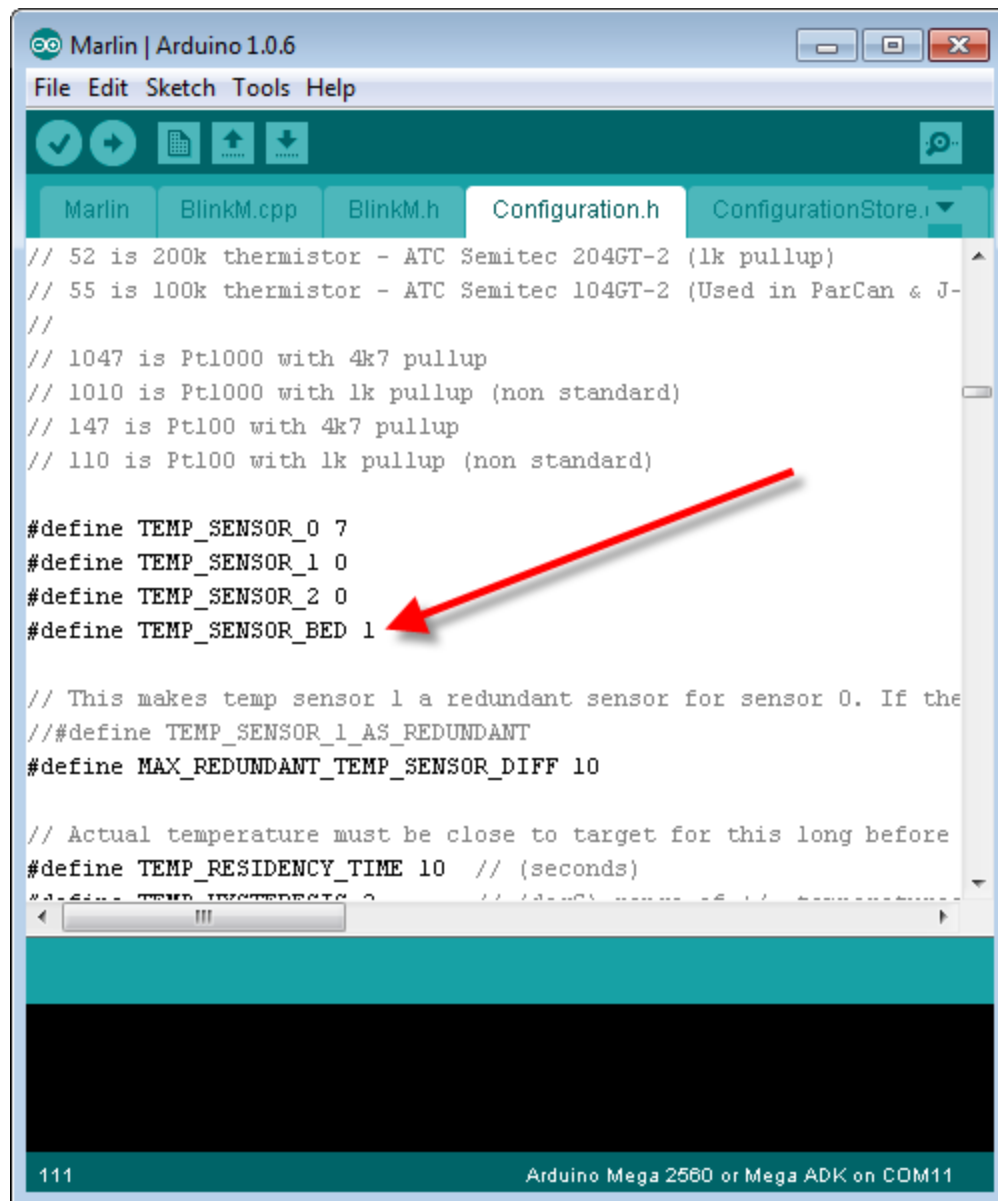 Marlin | Arduino 1.0.6
File Edit Sketch Tools Help
Marlin BlinkM.cpp BlinkM.h Configuration.h ConfigurationStore.
// 52 is 200k thermistor - ATC Semitec 204GT-2 (1k pullup)
// 55 is 100k thermistor - ATC Semitec 104GT-2 (Used in ParCan & J-
//
// 1047 is Pt1000 with 4k7 pullup
// 1010 is Pt1000 with 1k pullup (non standard)
// 147 is Pt100 with 4k7 pullup
// 110 is Pt100 with 1k pullup (non standard)
#define TEMP_SENSOR_0 7
#define TEMP_SENSOR_1 0
#define TEMP_SENSOR_2 0
#define TEMP_SENSOR_BED 1
// This makes temp sensor 1 a redundant sensor for sensor 0. If the
//#define TEMP_SENSOR_1_AS_REDUNDANT
#define MAX_REDUNDANT_TEMP_SENSOR_DIFF 10
// Actual temperature must be close to target for this long before
#define TEMP_RESIDENCY_TIME 10 // (seconds)
111 Arduino Mega 2560 or Mega ADK on COM11